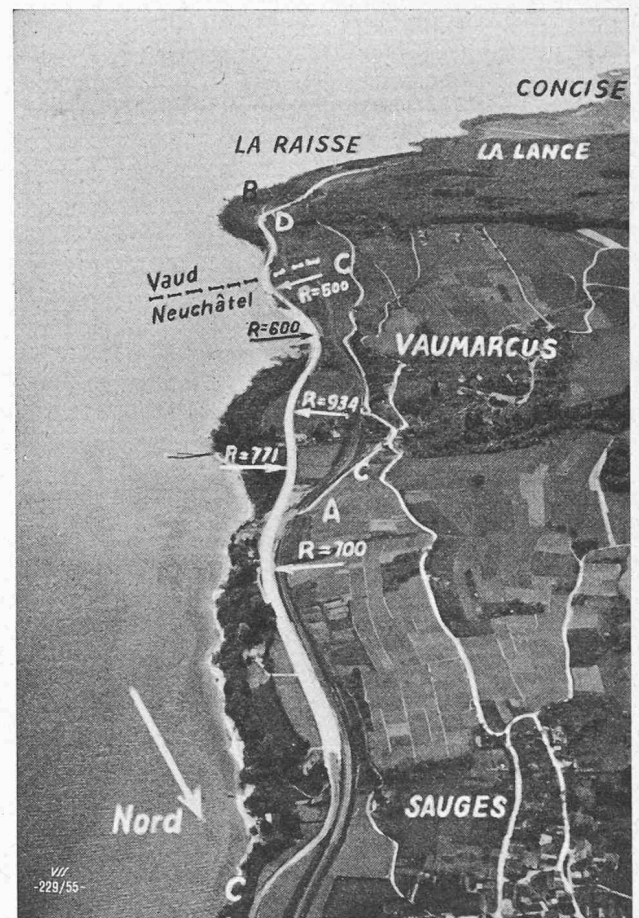 CONCISE
LA RAISSE
LA LANCE
B
D
C
Vaud
Neuchâtel
R=500
R=600
VAUMARCUS
R=934
R=771
C
A
R=700
Nord
SAUGES
VII
-229/55-
C